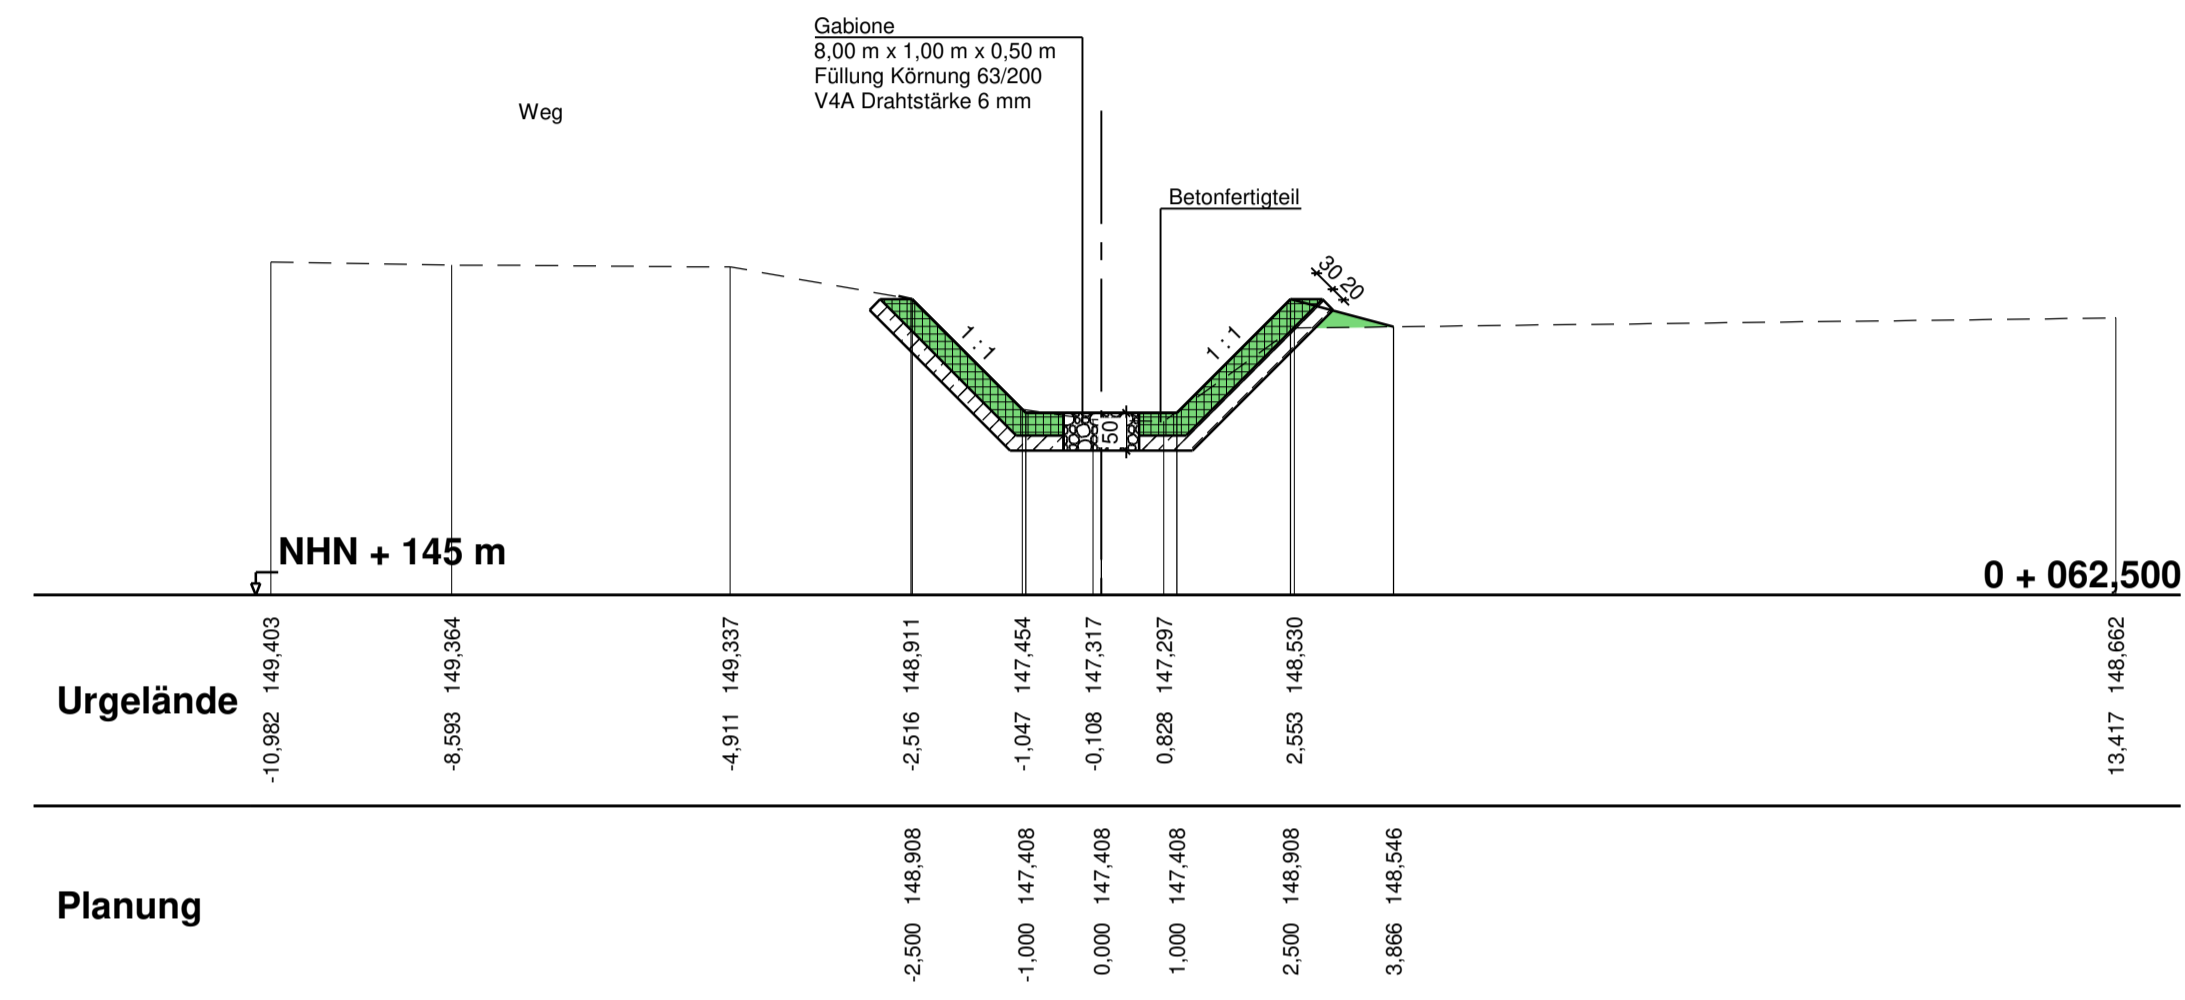 Gabione
8,00 m x 1,00 m x 0,50 m
Füllung Körnung 63/200
V4A Drahtstärke 6 mm
Weg
Betonfertigteil
30 20
1 : 1
1 : 1
50
NHN + 145 m
0 + 062,500
Urgelände
-10,982 149,403
-8,593 149,364
-4,911 149,337
-2,516 148,911
-1,047 147,454
-0,108 147,317
0,828 147,297
2,553 148,530
13,417 148,662
Planung
-2,500 148,908
-1,000 147,408
0,000 147,408
1,000 147,408
2,500 148,908
3,866 148,546